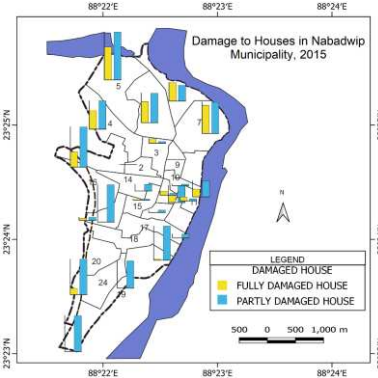 88°22'E 88°23'E 88°24'E
Damage to Houses in Nabadwip
Municipality, 2015
5
23°25'N
4
7
3
2
9
10
14
15
17
18
23°24'N
20
24
19
N
LEGEND
DAMAGED HOUSE
FULLY DAMAGED HOUSE
PARTLY DAMAGED HOUSE
500 0 500 1,000 m
23°23'N
88°22'E 88°23'E 88°24'E